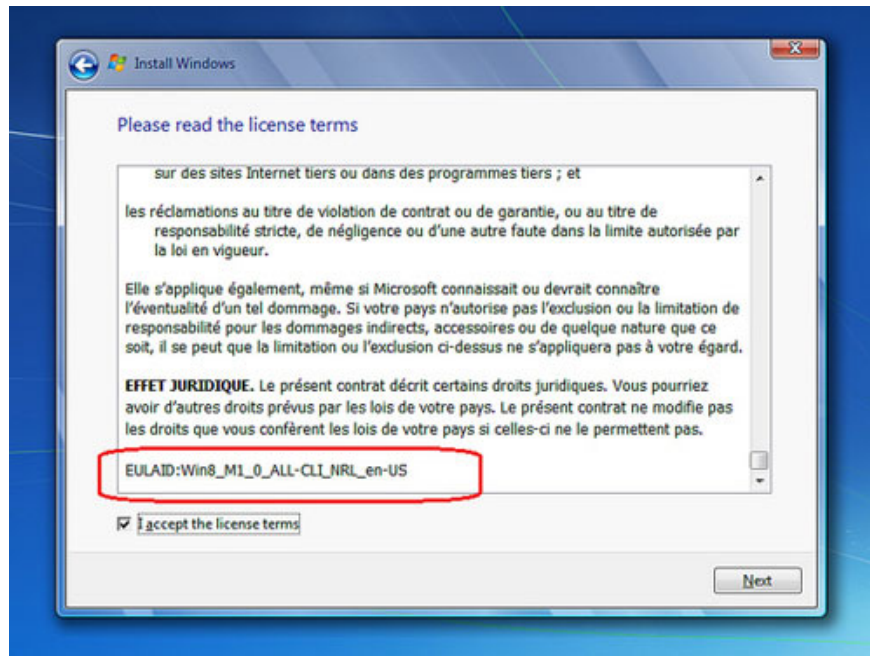 Install Windows
Please read the license terms
sur des sites Internet tiers ou dans des programmes tiers ; et
les réclamations au titre de violation de contrat ou de garantie, ou au titre de
responsabilité stricte, de négligence ou d'une autre faute dans la limite autorisée par
la loi en vigueur.
Elle s'applique également, même si Microsoft connaissait ou devrait connaître
l'éventualité d'un tel dommage. Si votre pays n'autorise pas l'exclusion ou la limitation de
responsabilité pour les dommages indirects, accessoires ou de quelque nature que ce
soit, il se peut que la limitation ou l'exclusion ci-dessus ne s'appliquera pas à votre égard.
EFFET JURIDIQUE. Le présent contrat décrit certains droits juridiques. Vous pourriez
avoir d'autres droits prévus par les lois de votre pays. Le présent contrat ne modifie pas
les droits que vous confèrent les lois de votre pays si celles-ci ne le permettent pas.
EULAID:Win8_M1_0_ALL-CLI_NRL_en-US
I accept the license terms
Next